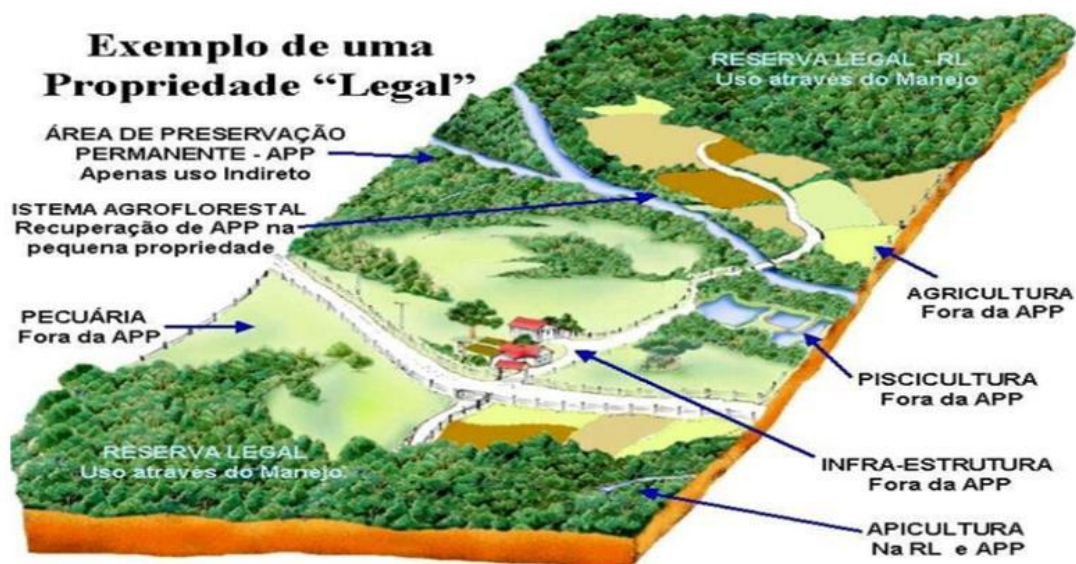 Exemplo de uma
Propriedade “Legal”
RESERVA LEGAL - RL
Uso através do Manejo
ÁREA DE PRESERVAÇÃO
PERMANENTE - APP
Apenas uso Indireto
ISTEMA AGROFLORESTAL
Recuperação de APP na
pequena propriedade
PECUÁRIA
Fora da APP
AGRICULTURA
Fora da APP
PISCICULTURA
Fora da APP
RESERVA LEGAL
Uso através do Manejo.
INFRA-ESTRUTURA
Fora da APP
APICULTURA
Na RL e APP